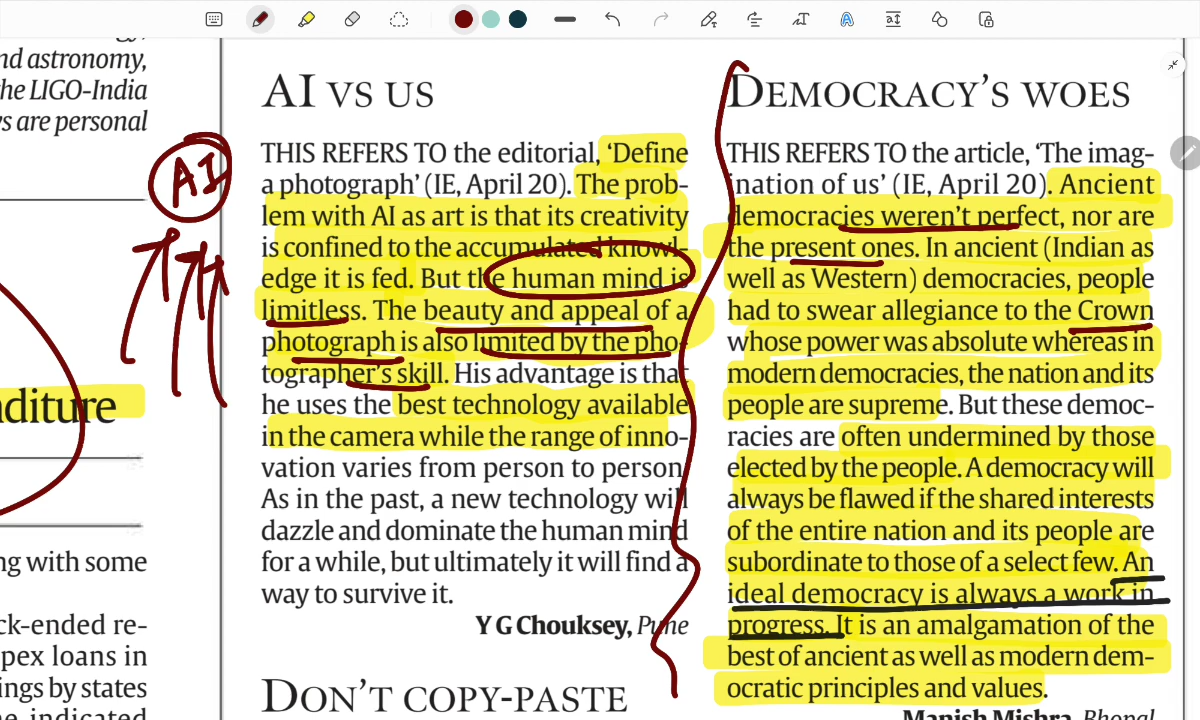 nd astronomy,
he LIGO-India
s are personal
AI
nditure
ng with some
ck-ended re-
pex loans in
ings by states
AI VS US
THIS REFERS TO the editorial, ‘Define
a photograph’ (IE, April 20). The prob-
lem with AI as art is that its creativity
is confined to the accumulated knowl-
edge it is fed. But the human mind is
limitless. The beauty and appeal of a
photograph is also limited by the pho-
tographer’s skill. His advantage is that
he uses the best technology available
in the camera while the range of inno-
vation varies from person to person.
As in the past, a new technology will
dazzle and dominate the human mind
for a while, but ultimately it will find a
way to survive it.
Y G Chouksey, Pune
DON’T COPY-PASTE
DEMOCRACY’S WOES
THIS REFERS TO the article, ‘The imag-
ination of us’ (IE, April 20). Ancient
democracies weren’t perfect, nor are
the present ones. In ancient (Indian as
well as Western) democracies, people
had to swear allegiance to the Crown
whose power was absolute whereas in
modern democracies, the nation and its
people are supreme. But these democ-
racies are often undermined by those
elected by the people. A democracy will
always be flawed if the shared interests
of the entire nation and its people are
subordinate to those of a select few. An
ideal democracy is always a work in
progress. It is an amalgamation of the
best of ancient as well as modern dem-
ocratic principles and values.
Manish Mishra, Bhopal